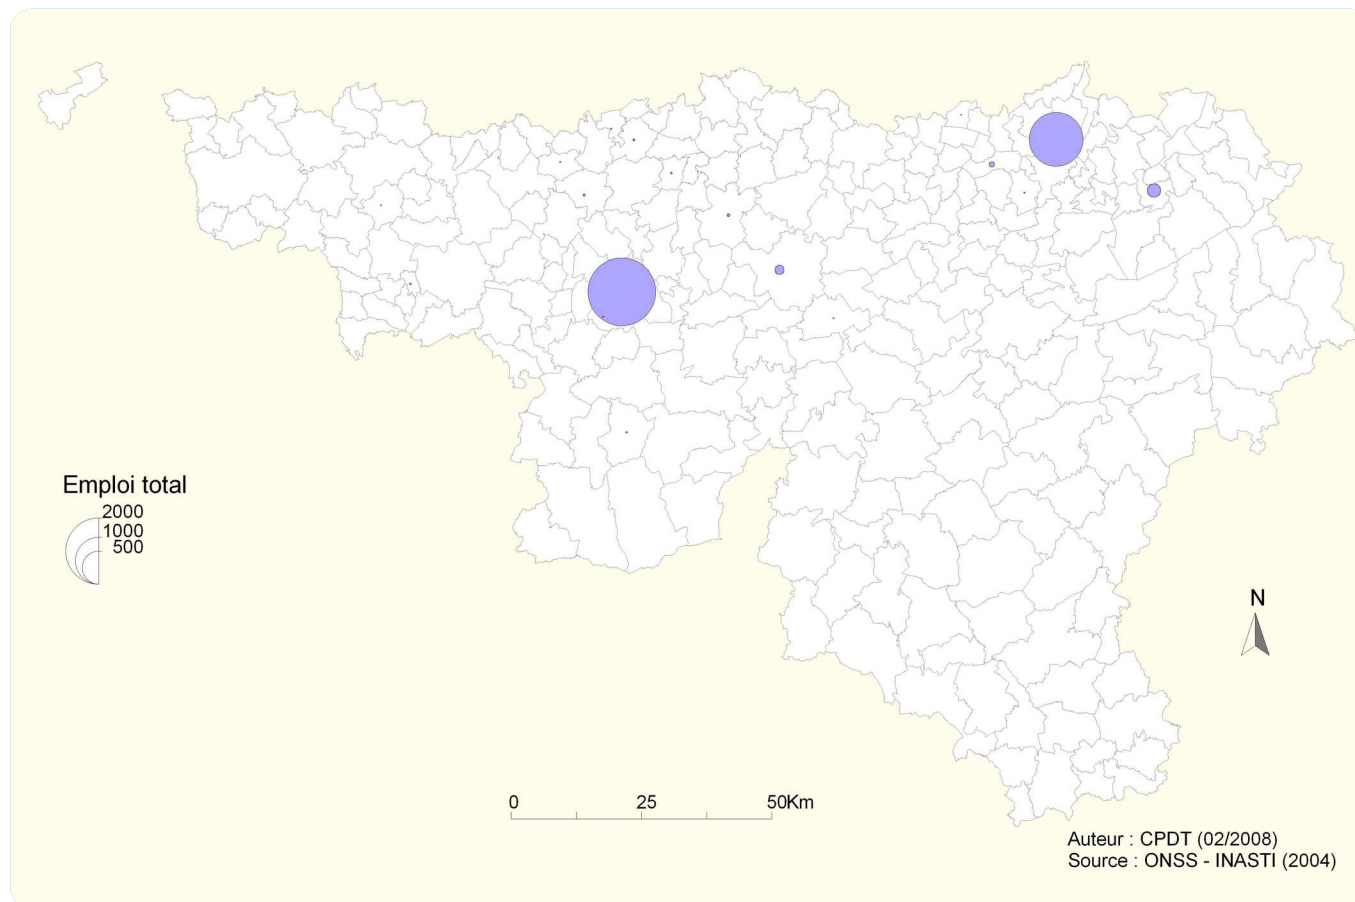 Emploi total
2000
1000
500
N
0 25 50Km
Auteur : CPDT (02/2008)
Source : ONSS - INASTI (2004)